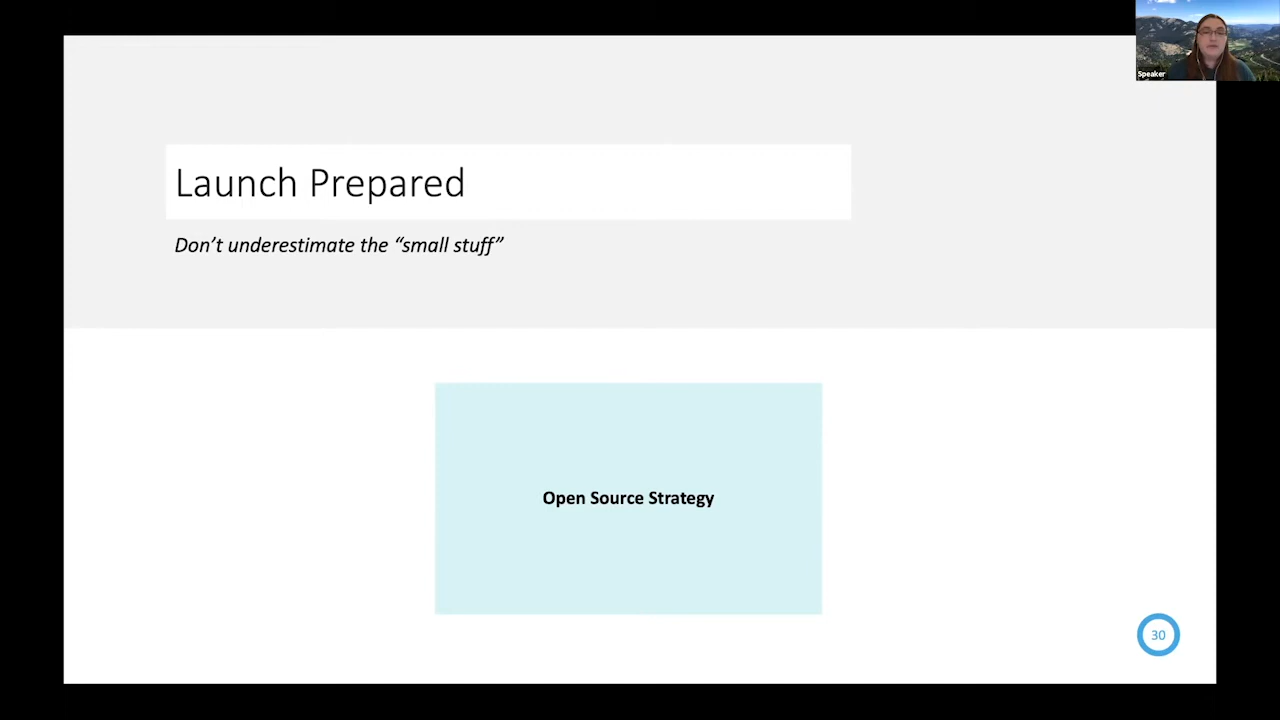 Speaker
Launch Prepared
Don’t underestimate the “small stuff”
Open Source Strategy
30